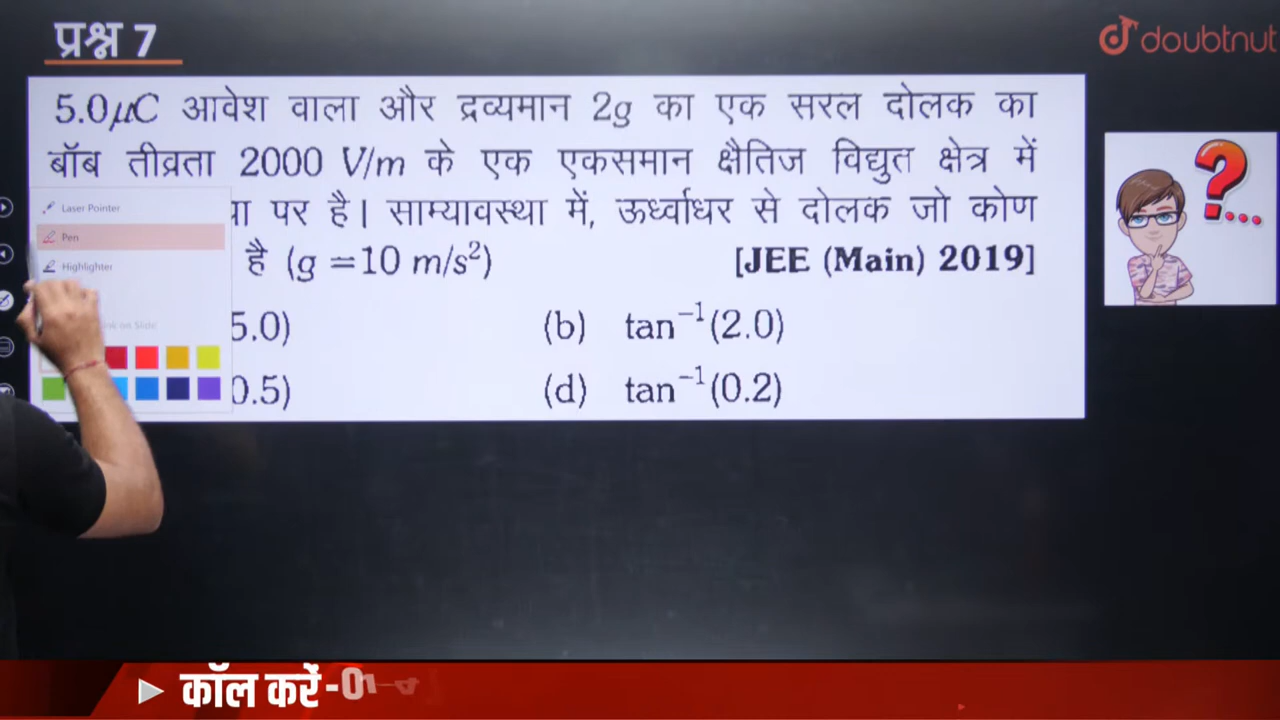 प्रश्न 7
doubtnut
5.0μC आवेश वाला और द्रव्यमान 2g का एक सरल दोलक का
बॉब तीव्रता 2000 V/m के एक एकसमान क्षैतिज विद्युत क्षेत्र में
पर है। साम्यावस्था में, ऊर्ध्वाधर से दोलक जो कोण
है (g =10 m/s²) [JEE (Main) 2019]
5.0) (b) tan⁻¹(2.0)
0.5) (d) tan⁻¹(0.2)
Laser Pointer
Pen
Highlighter
on Slide
कॉल करें-